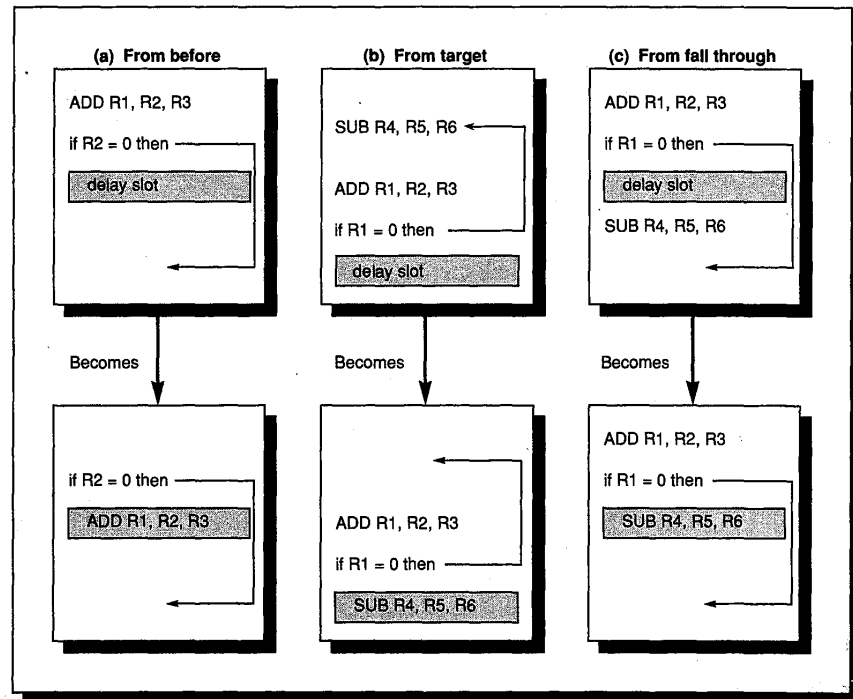 (a) From before
ADD R1, R2, R3
if R2 = 0 then
delay slot
Becomes
if R2 = 0 then
ADD R1, R2, R3
(b) From target
SUB R4, R5, R6
ADD R1, R2, R3
if R1 = 0 then
delay slot
Becomes
ADD R1, R2, R3
if R1 = 0 then
SUB R4, R5, R6
(c) From fall through
ADD R1, R2, R3
if R1 = 0 then
delay slot
SUB R4, R5, R6
Becomes
ADD R1, R2, R3
if R1 = 0 then
SUB R4, R5, R6